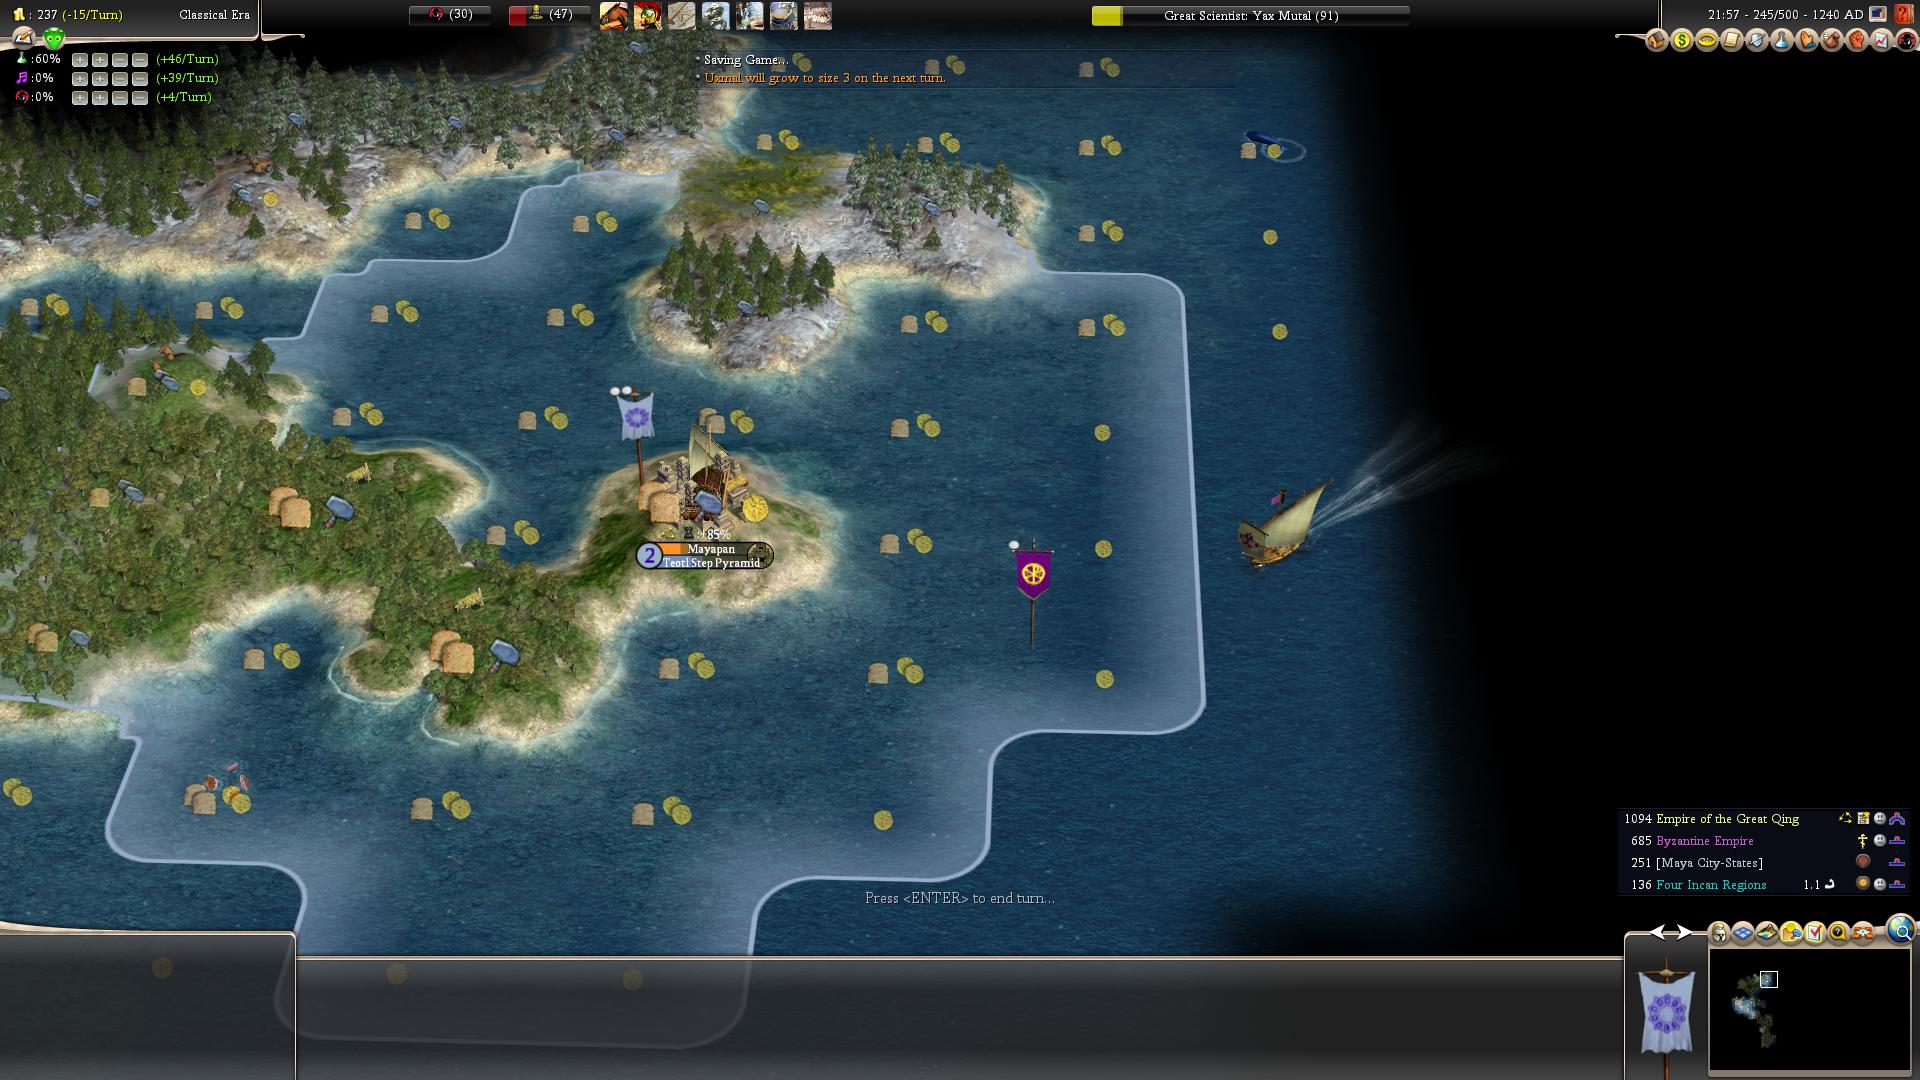 : 237 (-15/Turn)
Classical Era
(30)
(47)
Great Scientist: Yax Mutal (91)
21:57 - 245/500 - 1240 AD
:60%
(+46/Turn)
:0%
(+39/Turn)
:0%
(+4/Turn)
Saving Game...
Uxmal will grow to size 3 on the next turn.
:+85%
2
Mayapan
Teotl Step Pyramid
1094 Empire of the Great Qing
685 Byzantine Empire
251 [Maya City-States]
136 Four Incan Regions 1.1
Press <ENTER> to end turn...